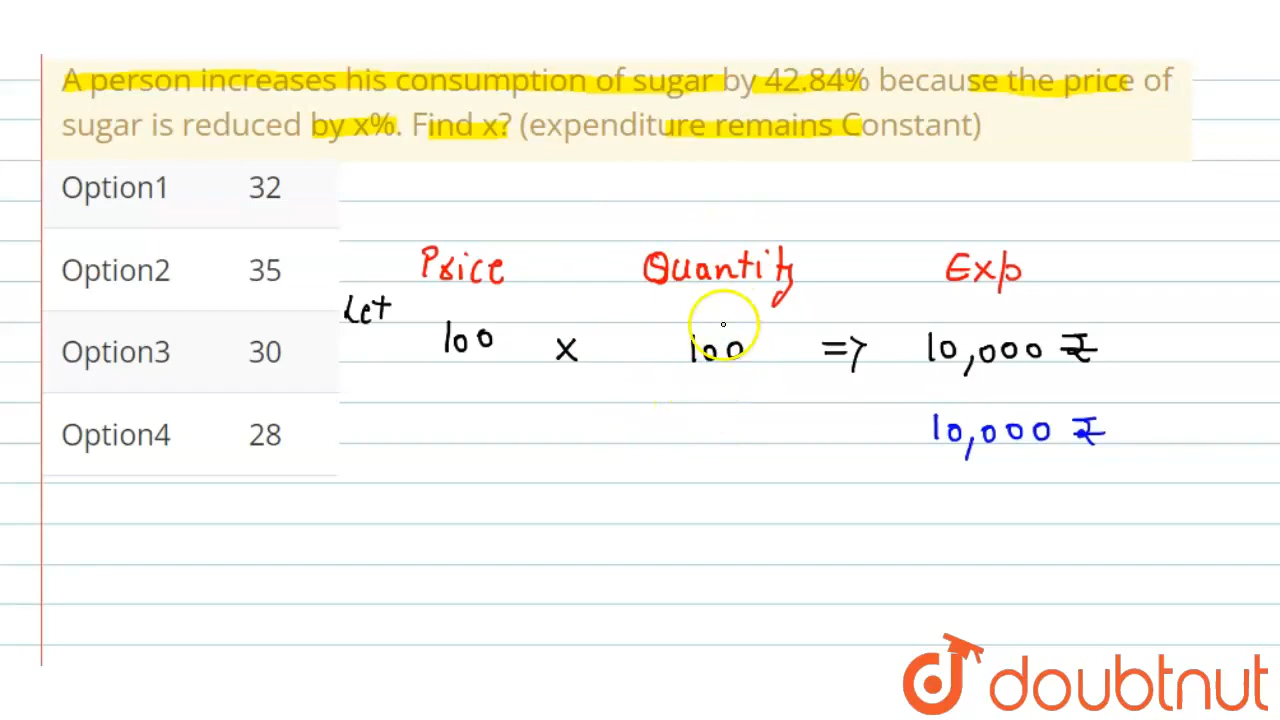 A person increases his consumption of sugar by 42.84% because the price of
sugar is reduced by x%. Find x? (expenditure remains Constant)
Option1 32
Option2 35
Option3 30
Option4 28
Price Quantity Exp
Let
100 x 100 => 10,000 ₹
10,000 ₹
doubtnut